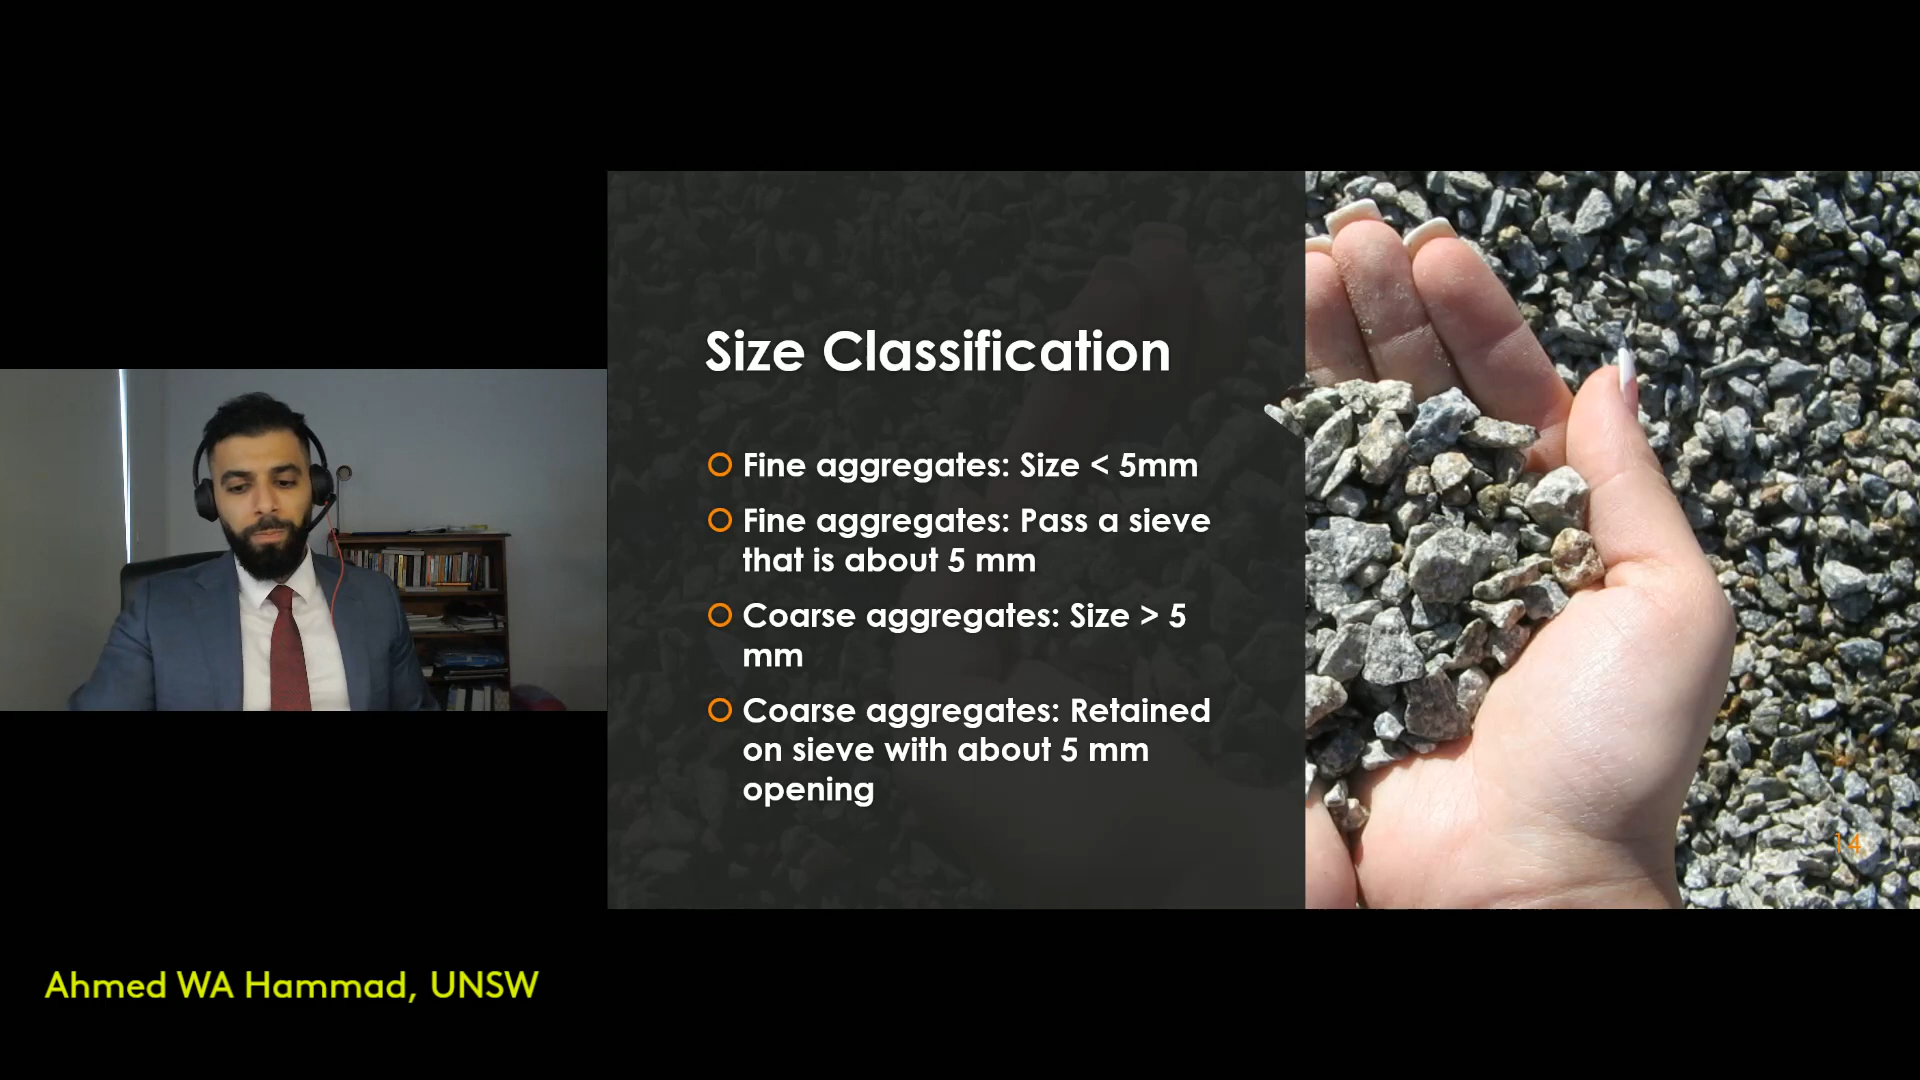 Size Classification
Fine aggregates: Size < 5mm
Fine aggregates: Pass a sieve
that is about 5 mm
Coarse aggregates: Size > 5
mm
Coarse aggregates: Retained
on sieve with about 5 mm
opening
14
Ahmed WA Hammad, UNSW